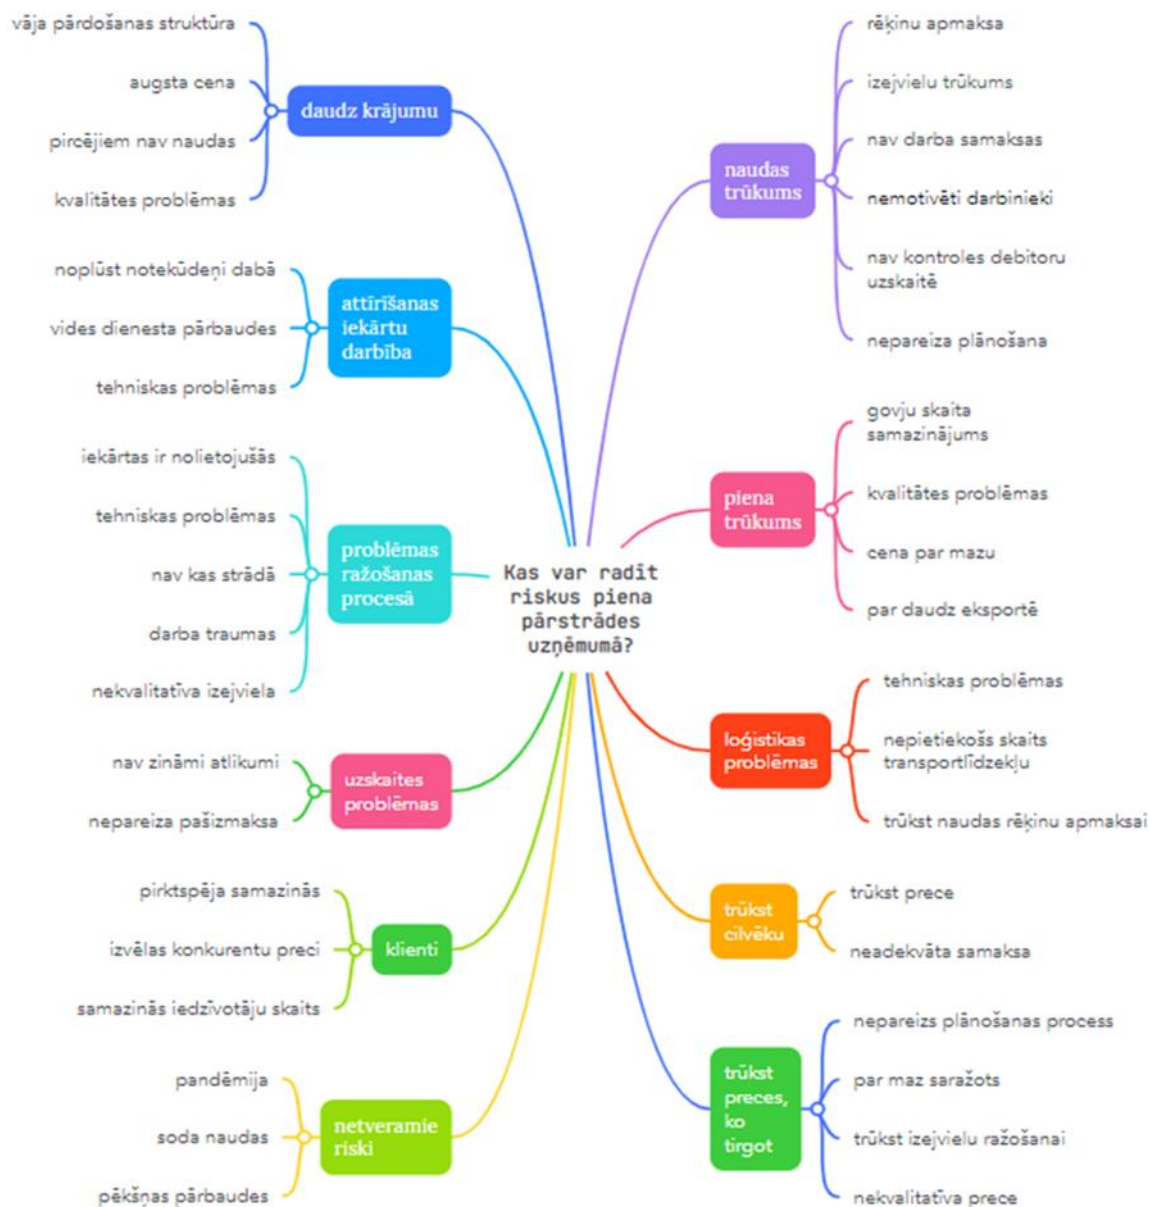 vāja pārdošanas struktūra
augsta cena
pircējiem nav naudas
kvalitātes problēmas
daudz krājumu
noplūst notekūdeņi dabā
vides dienesta pārbaudes
tehniskas problēmas
attīrīšanas
iekārtu
darbība
iekārtas ir nolietojušās
tehniskas problēmas
nav kas strādā
darba traumas
nekvalitatīva izejviela
problēmas
ražošanas
procesā
nav zināmi atlikumi
nepareiza pašizmaksa
uzskaites
problēmas
pirktspēja samazinās
izvēlas konkurentu preci
samazinās iedzīvotāju skaits
klienti
pandēmija
soda naudas
pēkšņas pārbaudes
netveramie
riski
Kas var radīt
riskus piena
pārstrādes
uzņēmumā?
naudas
trūkums
rēķinu apmaksa
izejvielu trūkums
nav darba samaksas
nemotivēti darbinieki
nav kontroles debitoru
uzskaitē
nepareiza plānošana
piena
trūkums
govju skaita
samazinājums
kvalitātes problēmas
cena par mazu
par daudz eksportē
loģistikas
problēmas
tehniskas problēmas
nepietiekošs skaits
transportlīdzekļu
trūkst naudas rēķinu apmaksai
trūkst
cilvēku
trūkst prece
neadekvāta samaksa
trūkst
preces,
ko
tirgot
nepareizs plānošanas process
par maz saražots
trūkst izejvielu ražošanai
nekvalitatīva prece